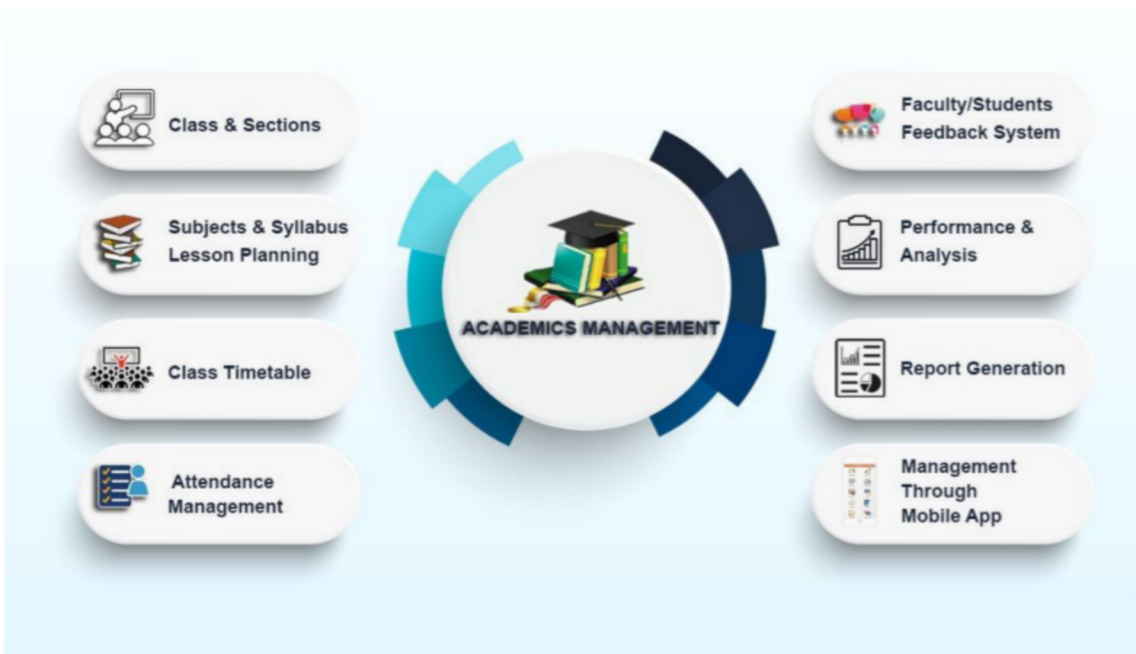 Class & Sections
Subjects & Syllabus
Lesson Planning
Class Timetable
Attendance
Management
ACADEMICS MANAGEMENT
Faculty/Students
Feedback System
Performance &
Analysis
Report Generation
Management
Through
Mobile App